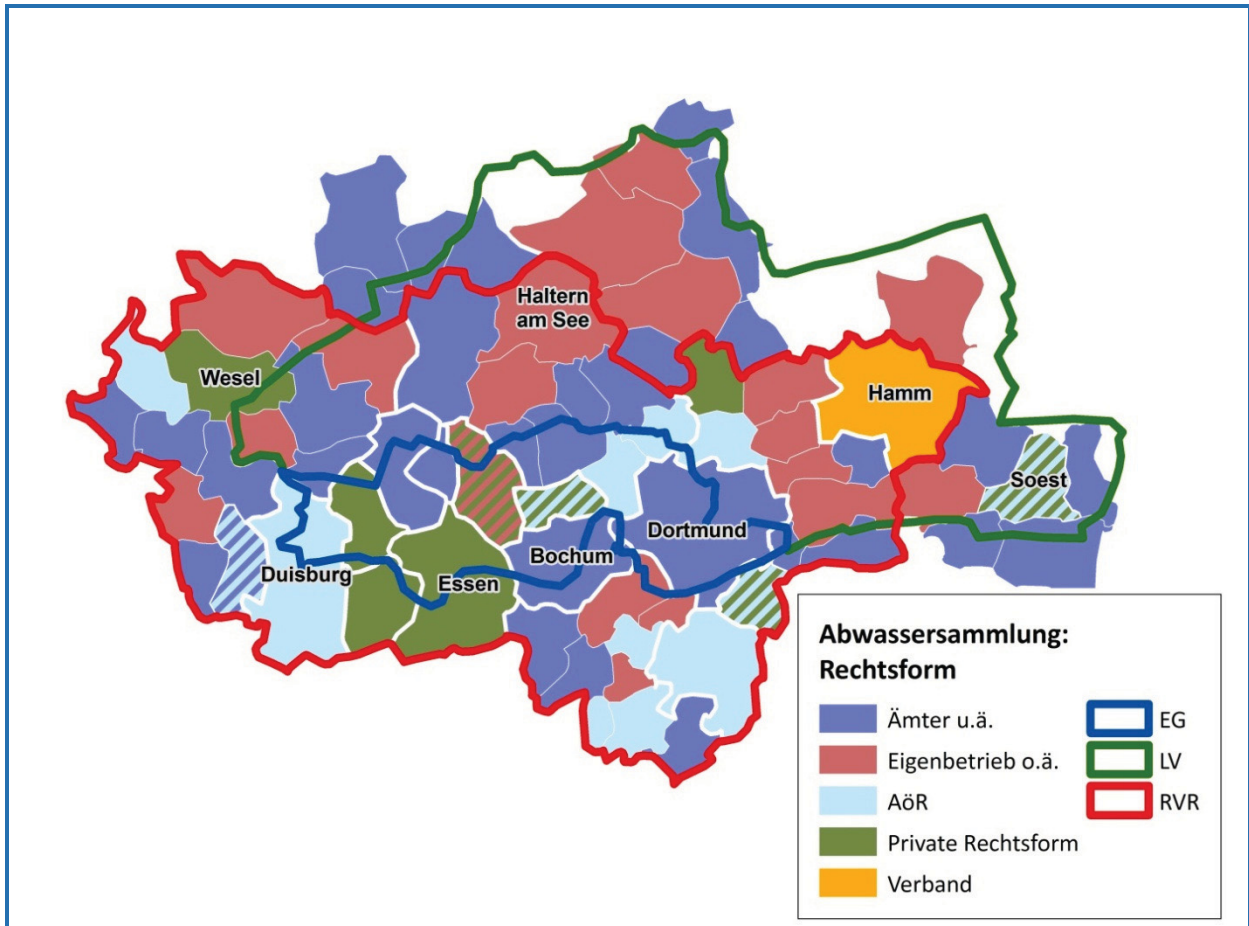 Haltern
am See
Wesel
Hamm
Soest
Dortmund
Bochum
Duisburg
Essen
Abwassersammlung:
Rechtsform
Ämter u.ä.
Eigenbetrieb o.ä.
AöR
Private Rechtsform
Verband
EG
LV
RVR